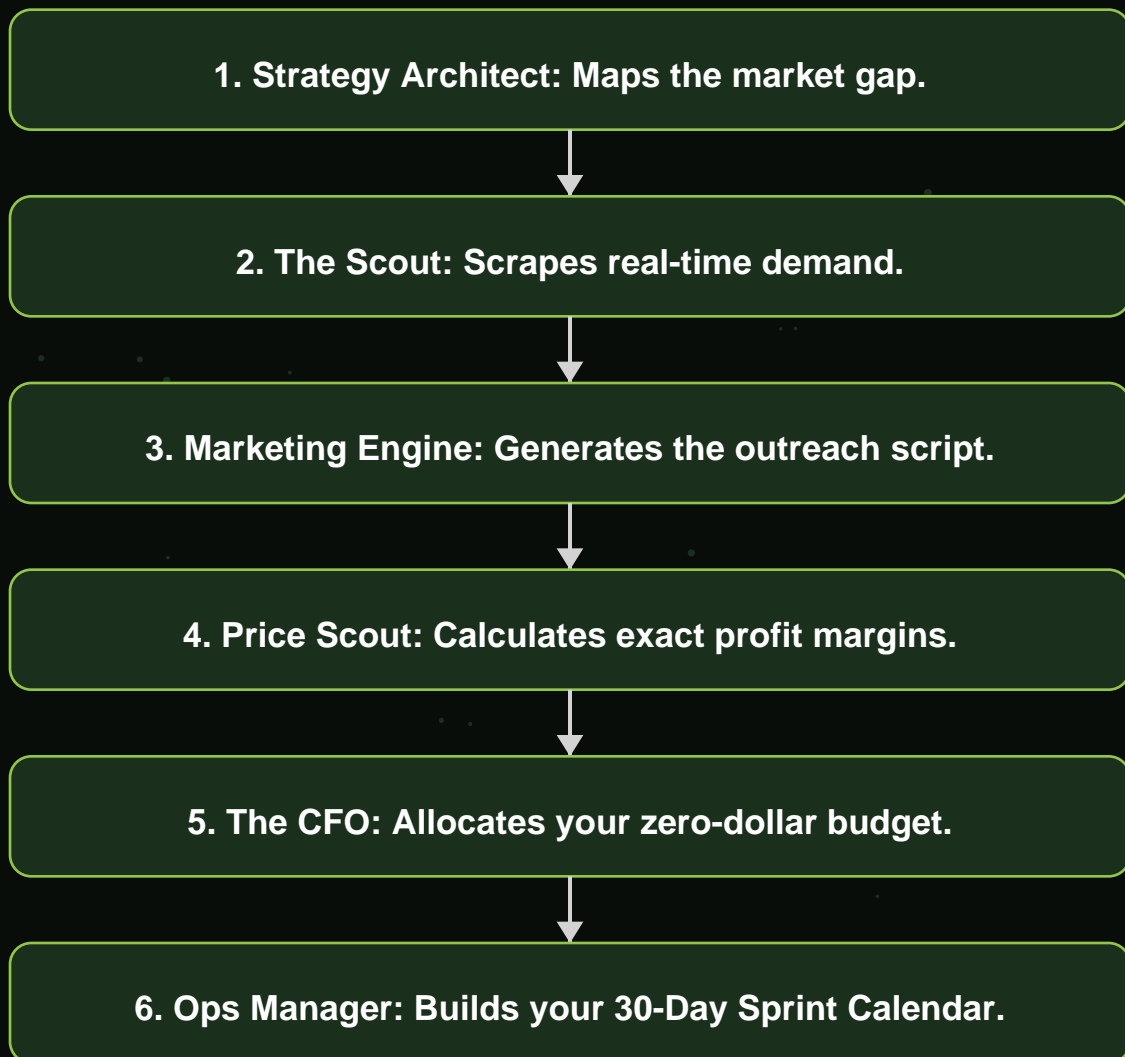 1. Strategy Architect: Maps the market gap.
2. The Scout: Scrapes real-time demand.
3. Marketing Engine: Generates the outreach script.
4. Price Scout: Calculates exact profit margins.
5. The CFO: Allocates your zero-dollar budget.
6. Ops Manager: Builds your 30-Day Sprint Calendar.